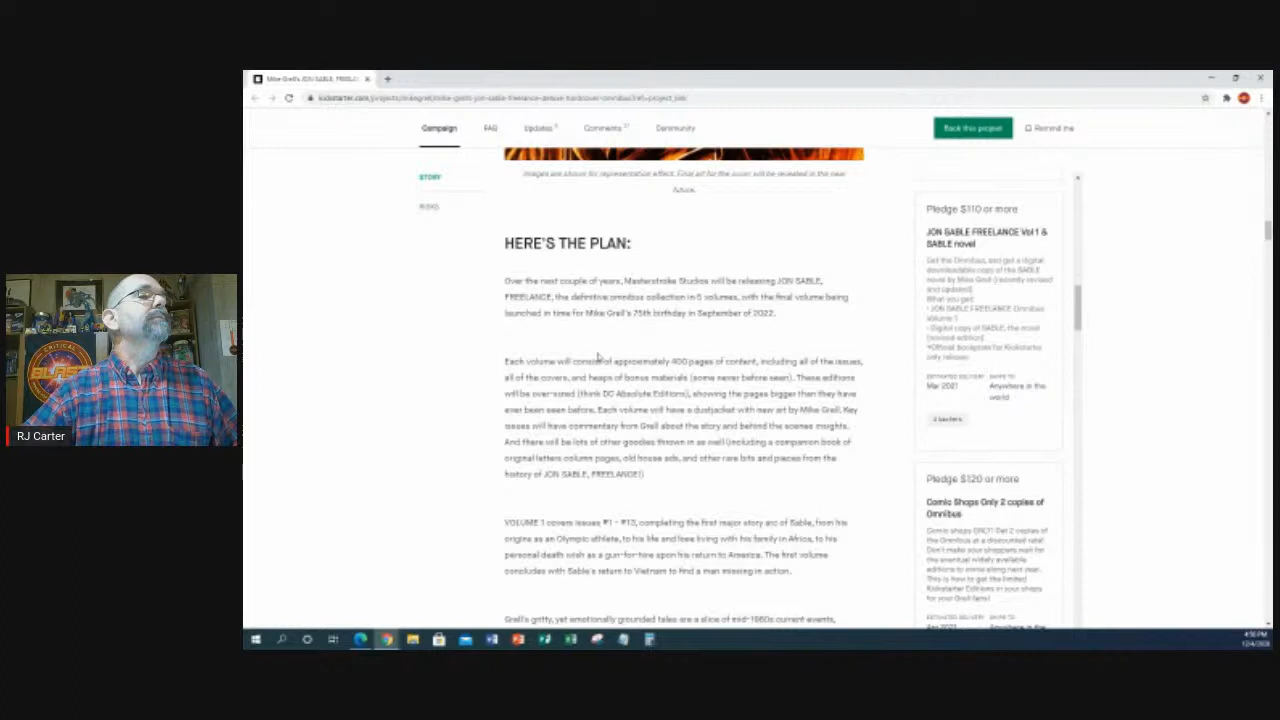 Mike Grell's JON SABLE, FREELA
kickstarter.com/projects/mikegrell/mike-grells-jon-sable-freelance-deluxe-hardcover-omnibus?ref=project_link
Campaign
FAQ
Updates
Comments
Community
Back this project
Remind me
Images are shown for representation effect. Final art for the cover will be revealed in the near
future.
STORY
RISKS
HERE'S THE PLAN:
Over the next couple of years, Masterstroke Studios will be releasing JON SABLE,
FREELANCE, the definitive omnibus collection in 5 volumes, with the final volume being
launched in time for Mike Grell's 75th birthday in September of 2022.
Each volume will consist of approximately 400 pages of content, including all of the issues,
all of the covers, and heaps of bonus materials (some never before seen). These editions
will be over-sized (think DC Absolute Editions), showing the pages bigger than they have
ever been seen before. Each volume will have a dustjacket with new art by Mike Grell. Key
issues will have commentary from Grell about the story and behind the scenes insights.
And there will be lots of other goodies thrown in as well (including a companion book of
original letters column pages, old house ads, and other rare bits and pieces from the
history of JON SABLE, FREELANCE!)
VOLUME 1 covers issues #1 - #13, completing the first major story arc of Sable, from his
origins as an Olympic athlete, to his life and lose living with his family in Africa, to his
personal death wish as a gun-for-hire upon his return to America. The first volume
concludes with Sable's return to Vietnam to find a man missing in action.
Grell's gritty, yet emotionally grounded tales are a slice of mid-1980s current events,
Pledge $110 or more
JON SABLE FREELANCE Vol 1 &
SABLE novel
Get the Omnibus, and get a digital
downloadable copy of the SABLE
novel by Mike Grell (recently revised
and updated)
What you get:
• JON SABLE FREELANCE Omnibus
Volume 1
• Digital copy of SABLE, the novel
(revised edition)
*Official bookplate for Kickstarter
only release
ESTIMATED DELIVERY
SHIPS TO
Mar 2021
Anywhere in the
world
backers
Pledge $120 or more
Comic Shops Only 2 copies of
Omnibus
Comic shops ONLY! Get 2 copies of
the Omnibus at a discounted rate!
Don't make your shoppers wait for
the eventual widely available
editions to come along next year.
This is how to get the limited
Kickstarter Editions in your shops
for your Grell fans!
ESTIMATED DELIVERY
SHIPS TO
Apr 2021
Anywhere in the
CRITICAL
BLAST
RJ Carter
PM